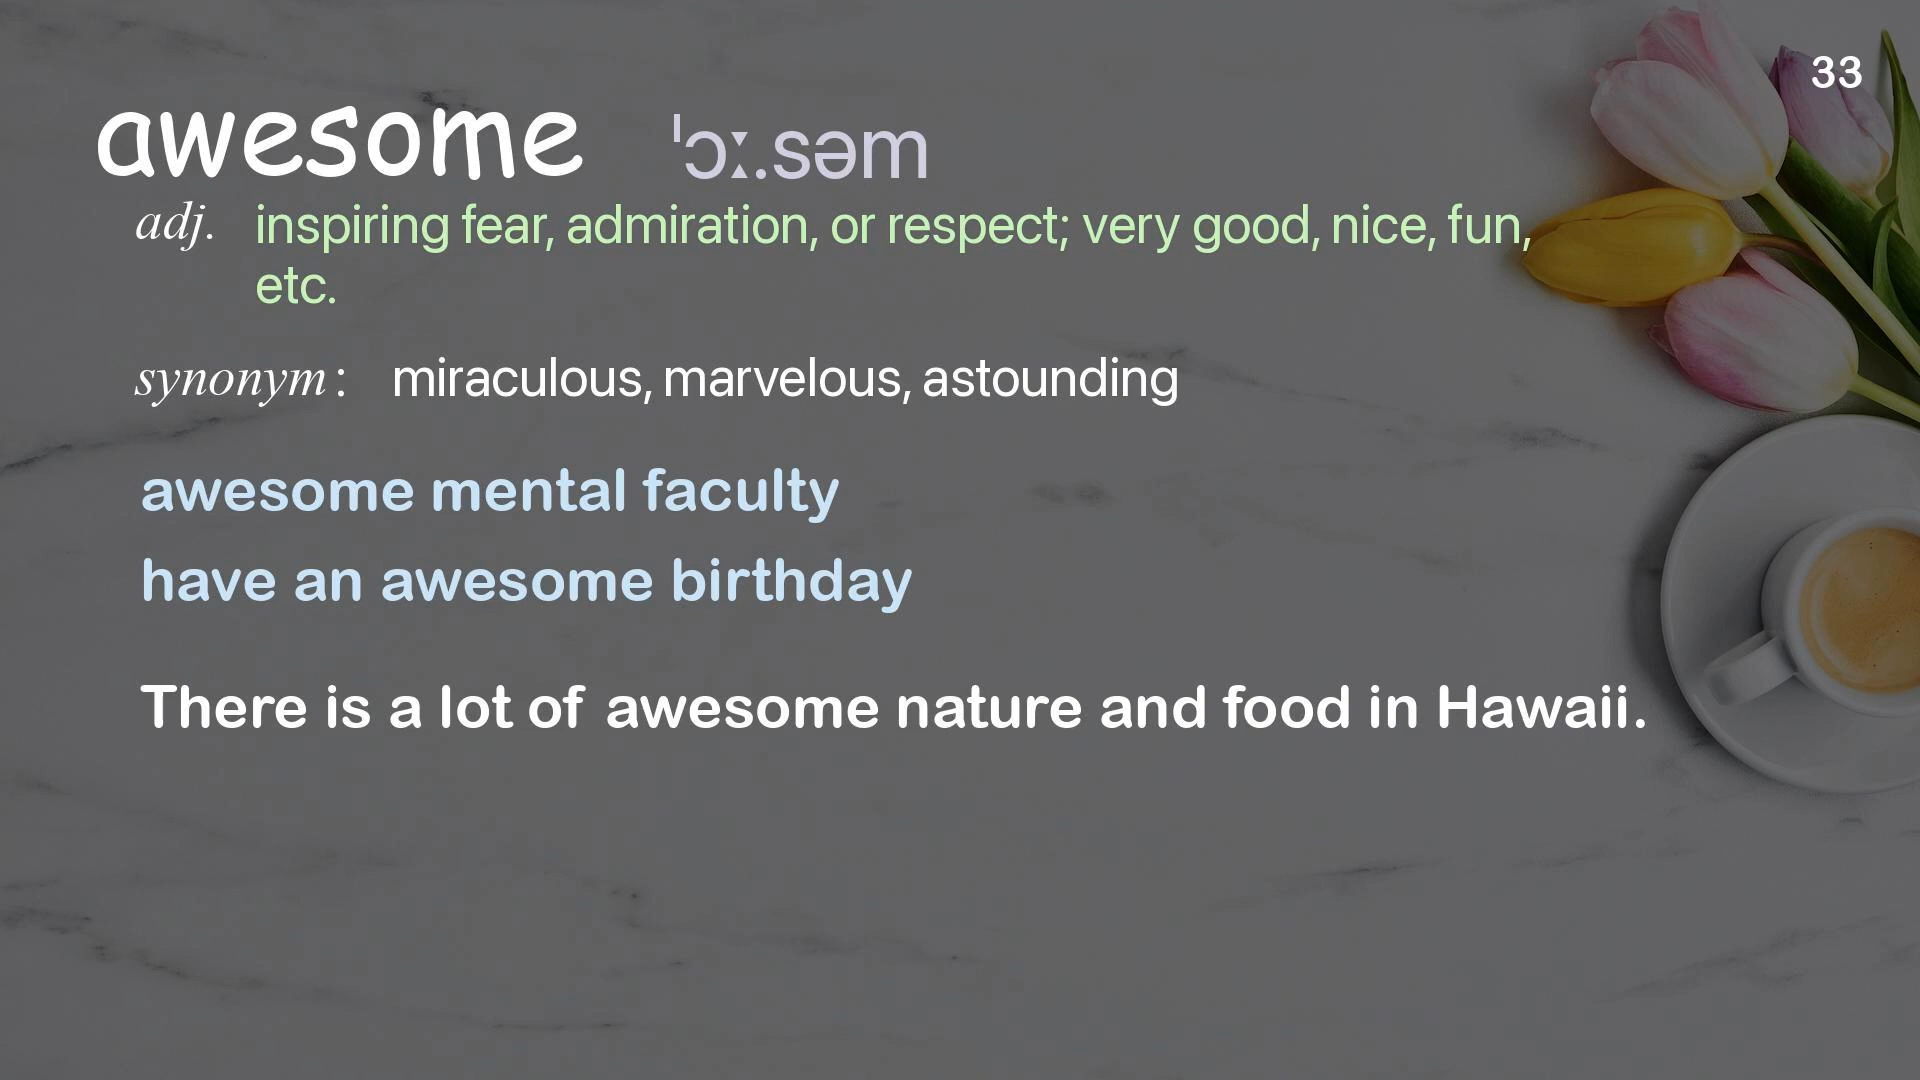 33
awesome ˈɔː.səm
adj. inspiring fear, admiration, or respect; very good, nice, fun,
etc.
synonym: miraculous, marvelous, astounding
awesome mental faculty
have an awesome birthday
There is a lot of awesome nature and food in Hawaii.